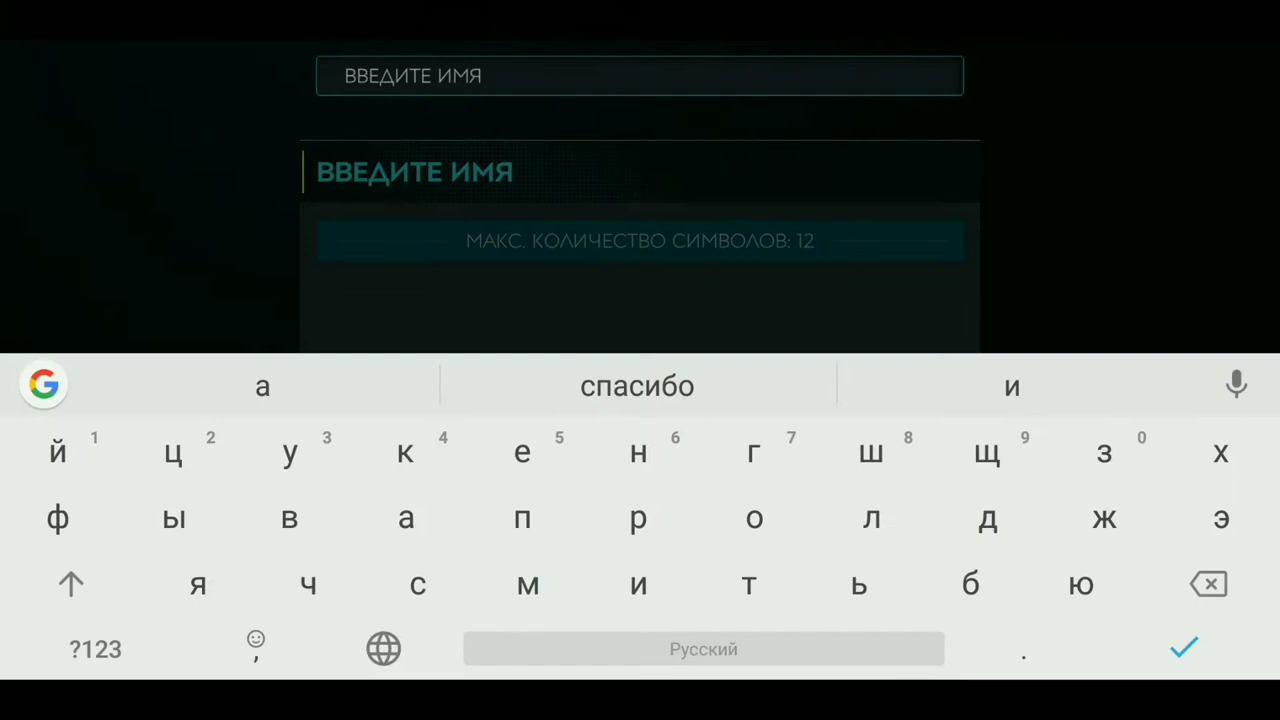 ВВЕДИТЕ ИМЯ
ВВЕДИТЕ ИМЯ
МАКС. КОЛИЧЕСТВО СИМВОЛОВ: 12
а спасибо и
й 1 ц 2 у 3 к 4 е 5 н 6 г 7 ш 8 щ 9 з 0 х
ф ы в а п р о л д ж э
я ч с м и т ь б ю
?123 , Русский .